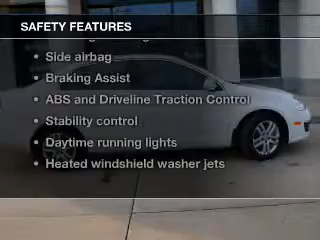 SAFETY FEATURES
• Side airbag
• Braking Assist
• ABS and Driveline Traction Control
• Stability control
• Daytime running lights
• Heated windshield washer jets